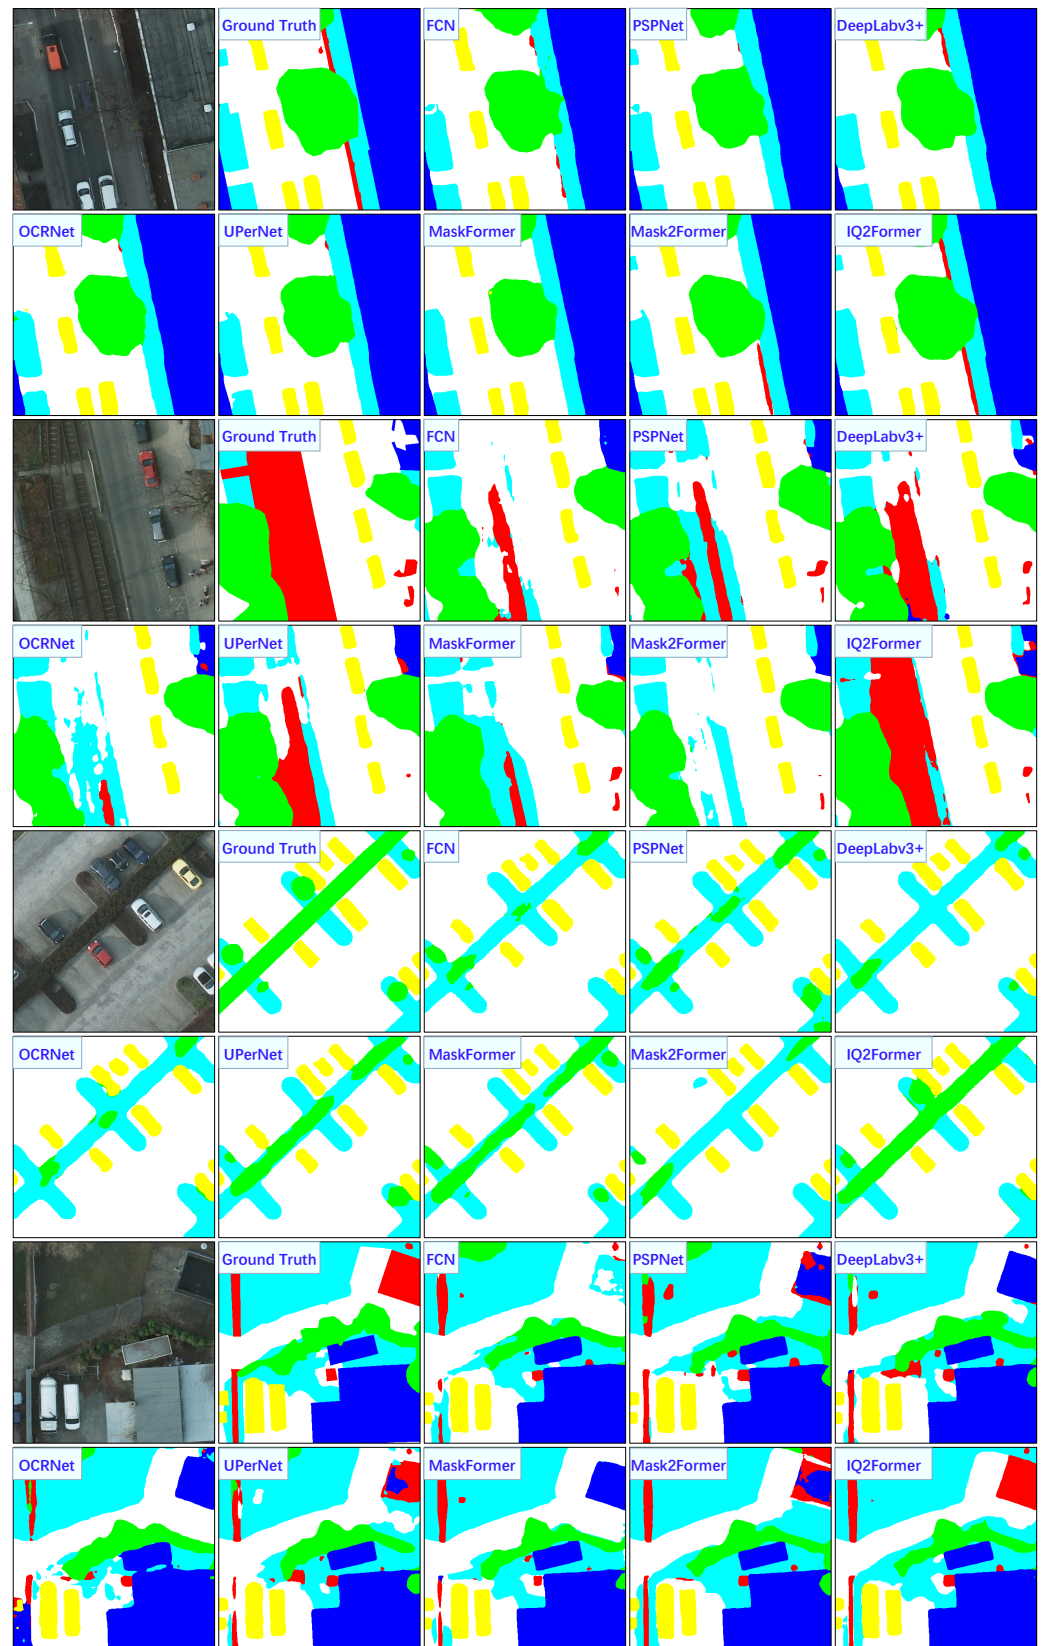 Ground Truth
FCN
PSPNet
DeepLabv3+
OCRNet
UPerNet
MaskFormer
Mask2Former
IQ2Former
Ground Truth
FCN
PSPNet
DeepLabv3+
OCRNet
UPerNet
MaskFormer
Mask2Former
IQ2Former
Ground Truth
FCN
PSPNet
DeepLabv3+
OCRNet
UPerNet
MaskFormer
Mask2Former
IQ2Former
Ground Truth
FCN
PSPNet
DeepLabv3+
OCRNet
UPerNet
MaskFormer
Mask2Former
IQ2Former